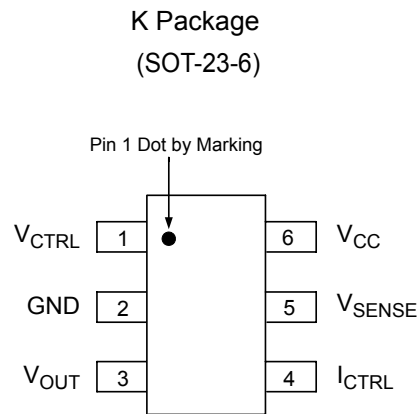 K Package
(SOT-23-6)
Pin 1 Dot by Marking
VCTRL 1 6 VCC
GND 2 5 VSENSE
VOUT 3 4 ICTRL